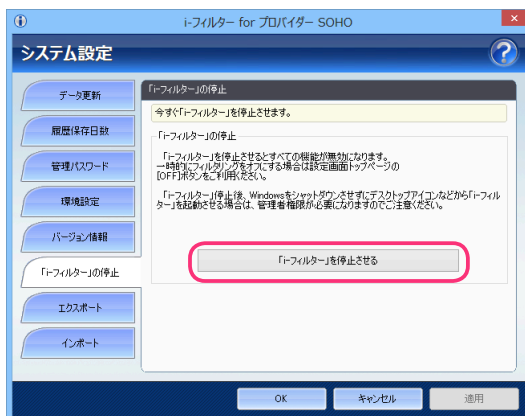 i-フィルター for プロバイダー SOHO
システム設定
データ更新
履歴保存日数
管理パスワード
環境設定
バージョン情報
「i-フィルター」の停止
エクスポート
インポート
「i-フィルター」の停止
今すぐ「i-フィルター」を停止させます。
「i-フィルター」の停止
「i-フィルター」を停止させるとすべての機能が無効になります。
一時的にフィルタリングをオフにする場合は設定画面トップページの
[OFF]ボタンをご利用ください。
「i-フィルター」停止後、Windowsをシャットダウンさせずにデスクトップアイコンなどから「i-フィル
ター」を起動させる場合は、管理者権限が必要になりますのでご注意ください。
「i-フィルター」を停止させる
OK
キャンセル
適用